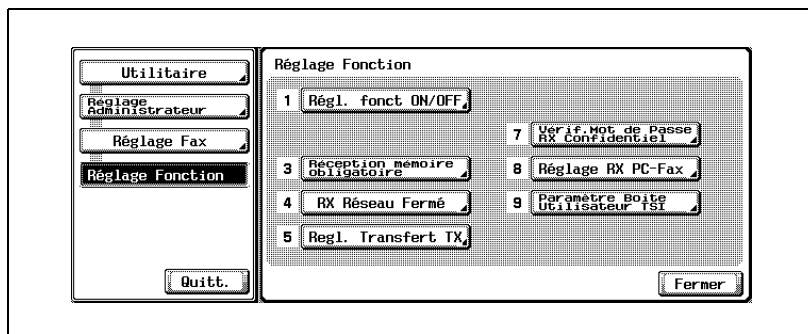 Utilitaire
Réglage
Administrateur
Réglage Fax
Réglage Fonction
Quitt.
Réglage Fonction
1 Régl. fonct ON/OFF
3 Réception mémoire
obligatoire
4 RX Réseau Fermé
5 Regl. Transfert TX
7 Vérif.Mot de Passe
RX Confidentiel
8 Réglage RX PC-Fax
9 Paramètre Boite
Utilisateur TSI
Fermer